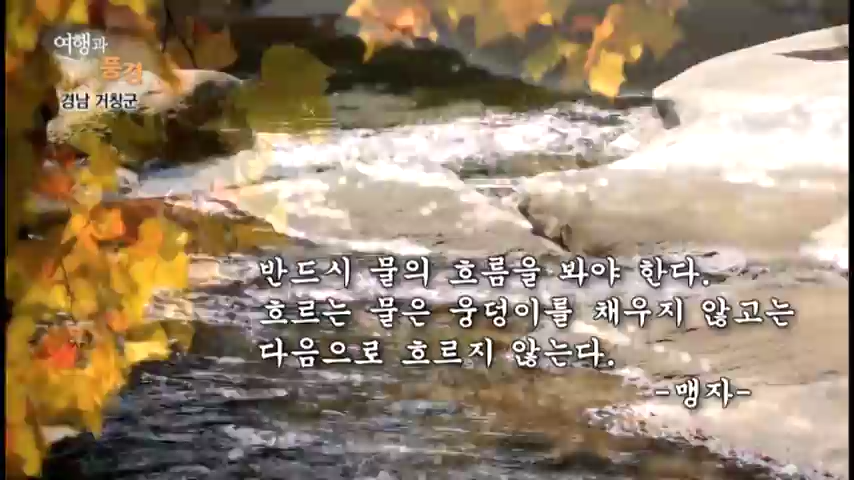 여행과
풍경
경남 거창군
반드시 물의 흐름을 봐야 한다.
흐르는 물은 웅덩이를 채우지 않고는
다음으로 흐르지 않는다.
-맹자-